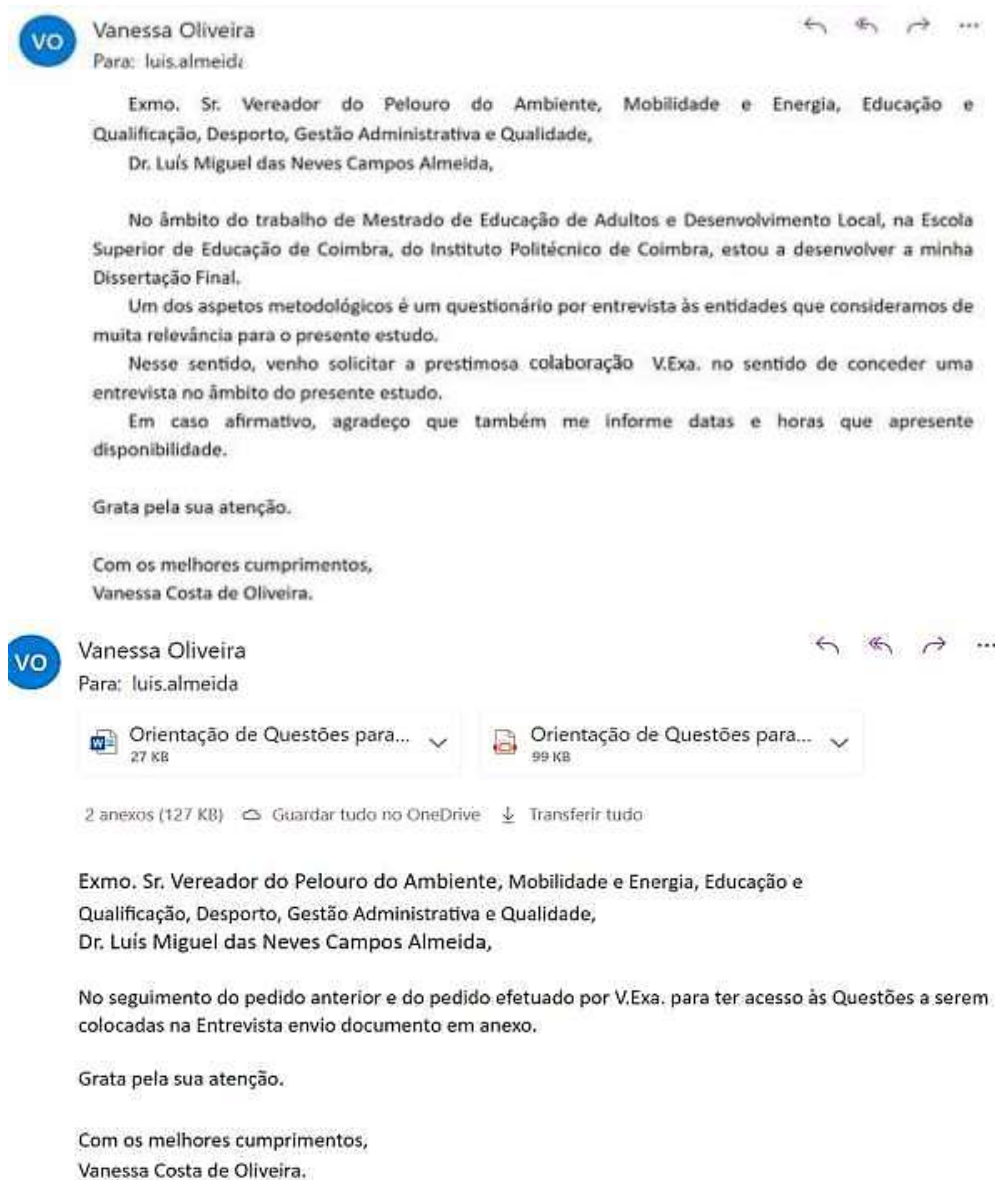 VO
Vanessa Oliveira
Para: luis.almeida
Exmo. Sr. Vereador do Pelouro do Ambiente, Mobilidade e Energia, Educação e
Qualificação, Desporto, Gestão Administrativa e Qualidade,
Dr. Luís Miguel das Neves Campos Almeida,
No âmbito do trabalho de Mestrado de Educação de Adultos e Desenvolvimento Local, na Escola
Superior de Educação de Coimbra, do Instituto Politécnico de Coimbra, estou a desenvolver a minha
Dissertação Final.
Um dos aspetos metodológicos é um questionário por entrevista às entidades que consideramos de
muita relevância para o presente estudo.
Nesse sentido, venho solicitar a prestimosa colaboração V.Exa. no sentido de conceder uma
entrevista no âmbito do presente estudo.
Em caso afirmativo, agradeço que também me informe datas e horas que apresente
disponibilidade.
Grata pela sua atenção.
Com os melhores cumprimentos,
Vanessa Costa de Oliveira.
VO
Vanessa Oliveira
Para: luis.almeida
Orientação de Questões para... Orientação de Questões para...
27 KB 99 KB
2 anexos (127 KB) Guardar tudo no OneDrive Transferir tudo
Exmo. Sr. Vereador do Pelouro do Ambiente, Mobilidade e Energia, Educação e
Qualificação, Desporto, Gestão Administrativa e Qualidade,
Dr. Luís Miguel das Neves Campos Almeida,
No seguimento do pedido anterior e do pedido efetuado por V.Exa. para ter acesso às Questões a serem
colocadas na Entrevista envio documento em anexo.
Grata pela sua atenção.
Com os melhores cumprimentos,
Vanessa Costa de Oliveira.